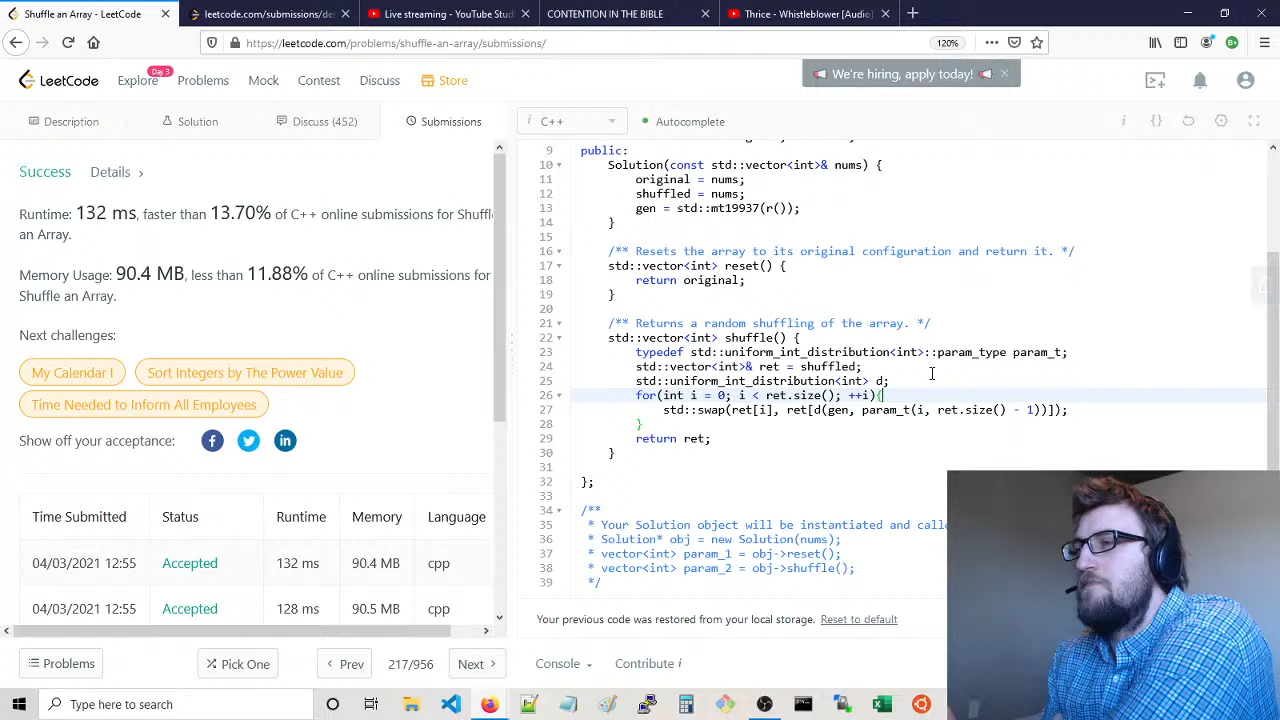 Shuffle an Array - LeetCode
leetcode.com/submissions/de
Live streaming - YouTube Studi
CONTENTION IN THE BIBLE
Thrice - Whistleblower [Audio]
https://leetcode.com/problems/shuffle-an-array/submissions/
120%
LeetCode
Explore
Day 3
Problems
Mock
Contest
Discuss
Store
We're hiring, apply today!
Description
Solution
Discuss (452)
Submissions
i C++
Autocomplete
Success
Details
Runtime: 132 ms, faster than 13.70% of C++ online submissions for Shuffle
an Array.
Memory Usage: 90.4 MB, less than 11.88% of C++ online submissions for
Shuffle an Array.
Next challenges:
My Calendar I
Sort Integers by The Power Value
Time Needed to Inform All Employees
Show off your acceptance:
Time Submitted Status Runtime Memory Language
04/03/2021 12:55 Accepted 132 ms 90.4 MB cpp
04/03/2021 12:55 Accepted 128 ms 90.5 MB cpp
9 public:
10 Solution(const std::vector<int>& nums) {
11 original = nums;
12 shuffled = nums;
13 gen = std::mt19937(r());
14 }
15
16 /** Resets the array to its original configuration and return it. */
17 std::vector<int> reset() {
18 return original;
19 }
20
21 /** Returns a random shuffling of the array. */
22 std::vector<int> shuffle() {
23 typedef std::uniform_int_distribution<int>::param_type param_t;
24 std::vector<int>& ret = shuffled;
25 std::uniform_int_distribution<int> d;
26 for(int i = 0; i < ret.size(); ++i){
27 std::swap(ret[i], ret[d(gen, param_t(i, ret.size() - 1))]);
28 }
29 return ret;
30 }
31
32 };
33
34 /**
35 * Your Solution object will be instantiated and calle
36 * Solution* obj = new Solution(nums);
37 * vector<int> param_1 = obj->reset();
38 * vector<int> param_2 = obj->shuffle();
39 */
Your previous code was restored from your local storage. Reset to default
Problems
Pick One
Prev
217/956
Next
Console
Contribute i
Type here to search